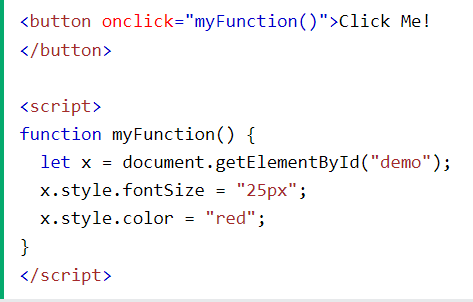 <button onclick="myFunction()">Click Me!
</button>
<script>
function myFunction() {
  let x = document.getElementById("demo");
  x.style.fontSize = "25px";
  x.style.color = "red";
}
</script>